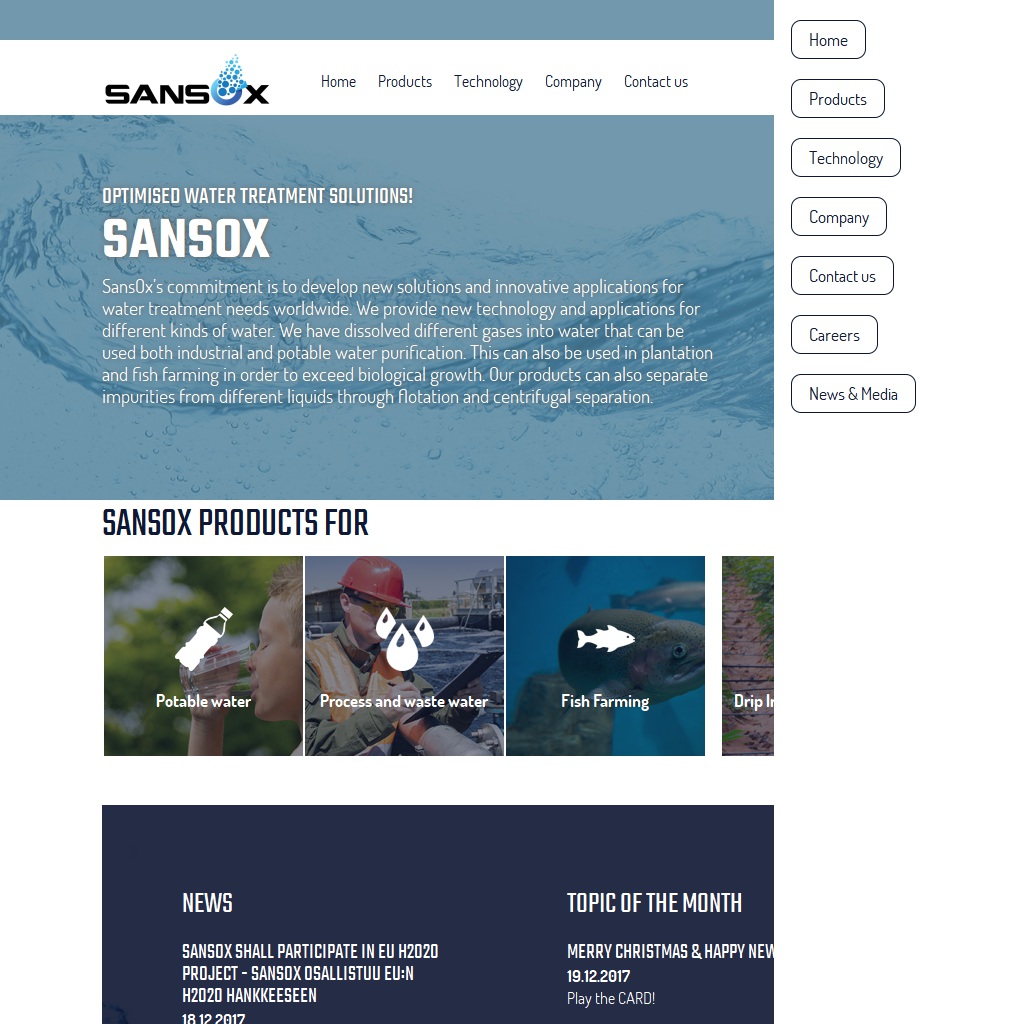 SANSOX
Home Products Technology Company Contact us
OPTIMISED WATER TREATMENT SOLUTIONS!
SANSOX
SansOx's commitment is to develop new solutions and innovative applications for
water treatment needs worldwide. We provide new technology and applications for
different kinds of water. We have dissolved different gases into water that can be
used both industrial and potable water purification. This can also be used in plantation
and fish farming in order to exceed biological growth. Our products can also separate
impurities from different liquids through flotation and centrifugal separation.
SANSOX PRODUCTS FOR
Potable water
Process and waste water
Fish Farming
Drip
NEWS
SANSOX SHALL PARTICIPATE IN EU H2020
PROJECT - SANSOX OSALLISTUU EU:N
H2020 HANKKEESEEN
18.12.2017
TOPIC OF THE MONTH
MERRY CHRISTMAS & HAPPY NEW
19.12.2017
Play the CARD!
Home
Products
Technology
Company
Contact us
Careers
News & Media